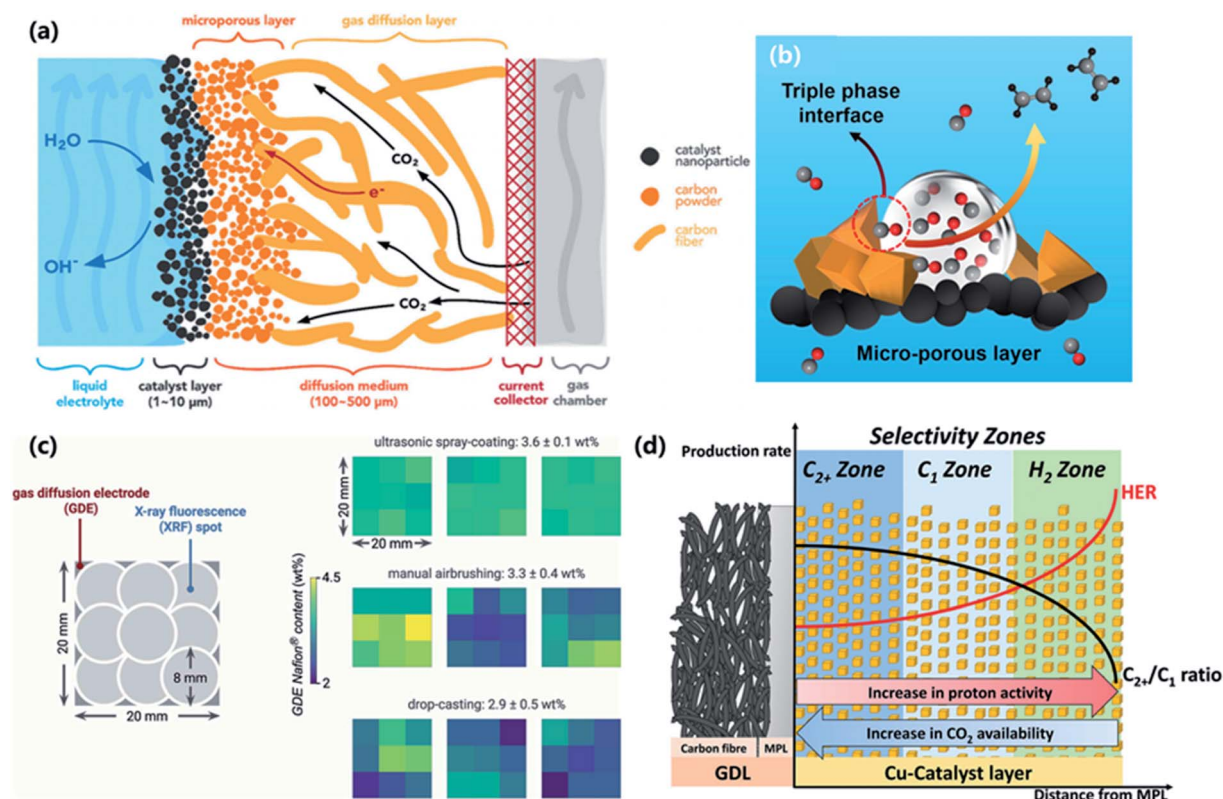 (a)
microporous layer
gas diffusion layer
H₂O
OH⁻
e⁻
CO₂
CO₂
liquid
electrolyte
catalyst layer
(1~10 μm)
diffusion medium
(100~500 μm)
current
collector
gas
chamber
catalyst
nanoparticle
carbon
powder
carbon
fiber
(b)
Triple phase
interface
Micro-porous layer
(c)
gas diffusion electrode
(GDE)
X-ray fluorescence
(XRF) spot
20 mm
8 mm
20 mm
ultrasonic spray-coating: 3.6 ± 0.1 wt%
20 mm
20 mm
manual airbrushing: 3.3 ± 0.4 wt%
GDE Nafion® content (wt%)
4.5
2
drop-casting: 2.9 ± 0.5 wt%
(d)
Production rate
Selectivity Zones
C₂₊ Zone
C₁ Zone
H₂ Zone
HER
C₂₊/C₁ ratio
Increase in proton activity
Increase in CO₂ availability
Carbon fibre
MPL
GDL
Cu-Catalyst layer
Distance from MPL